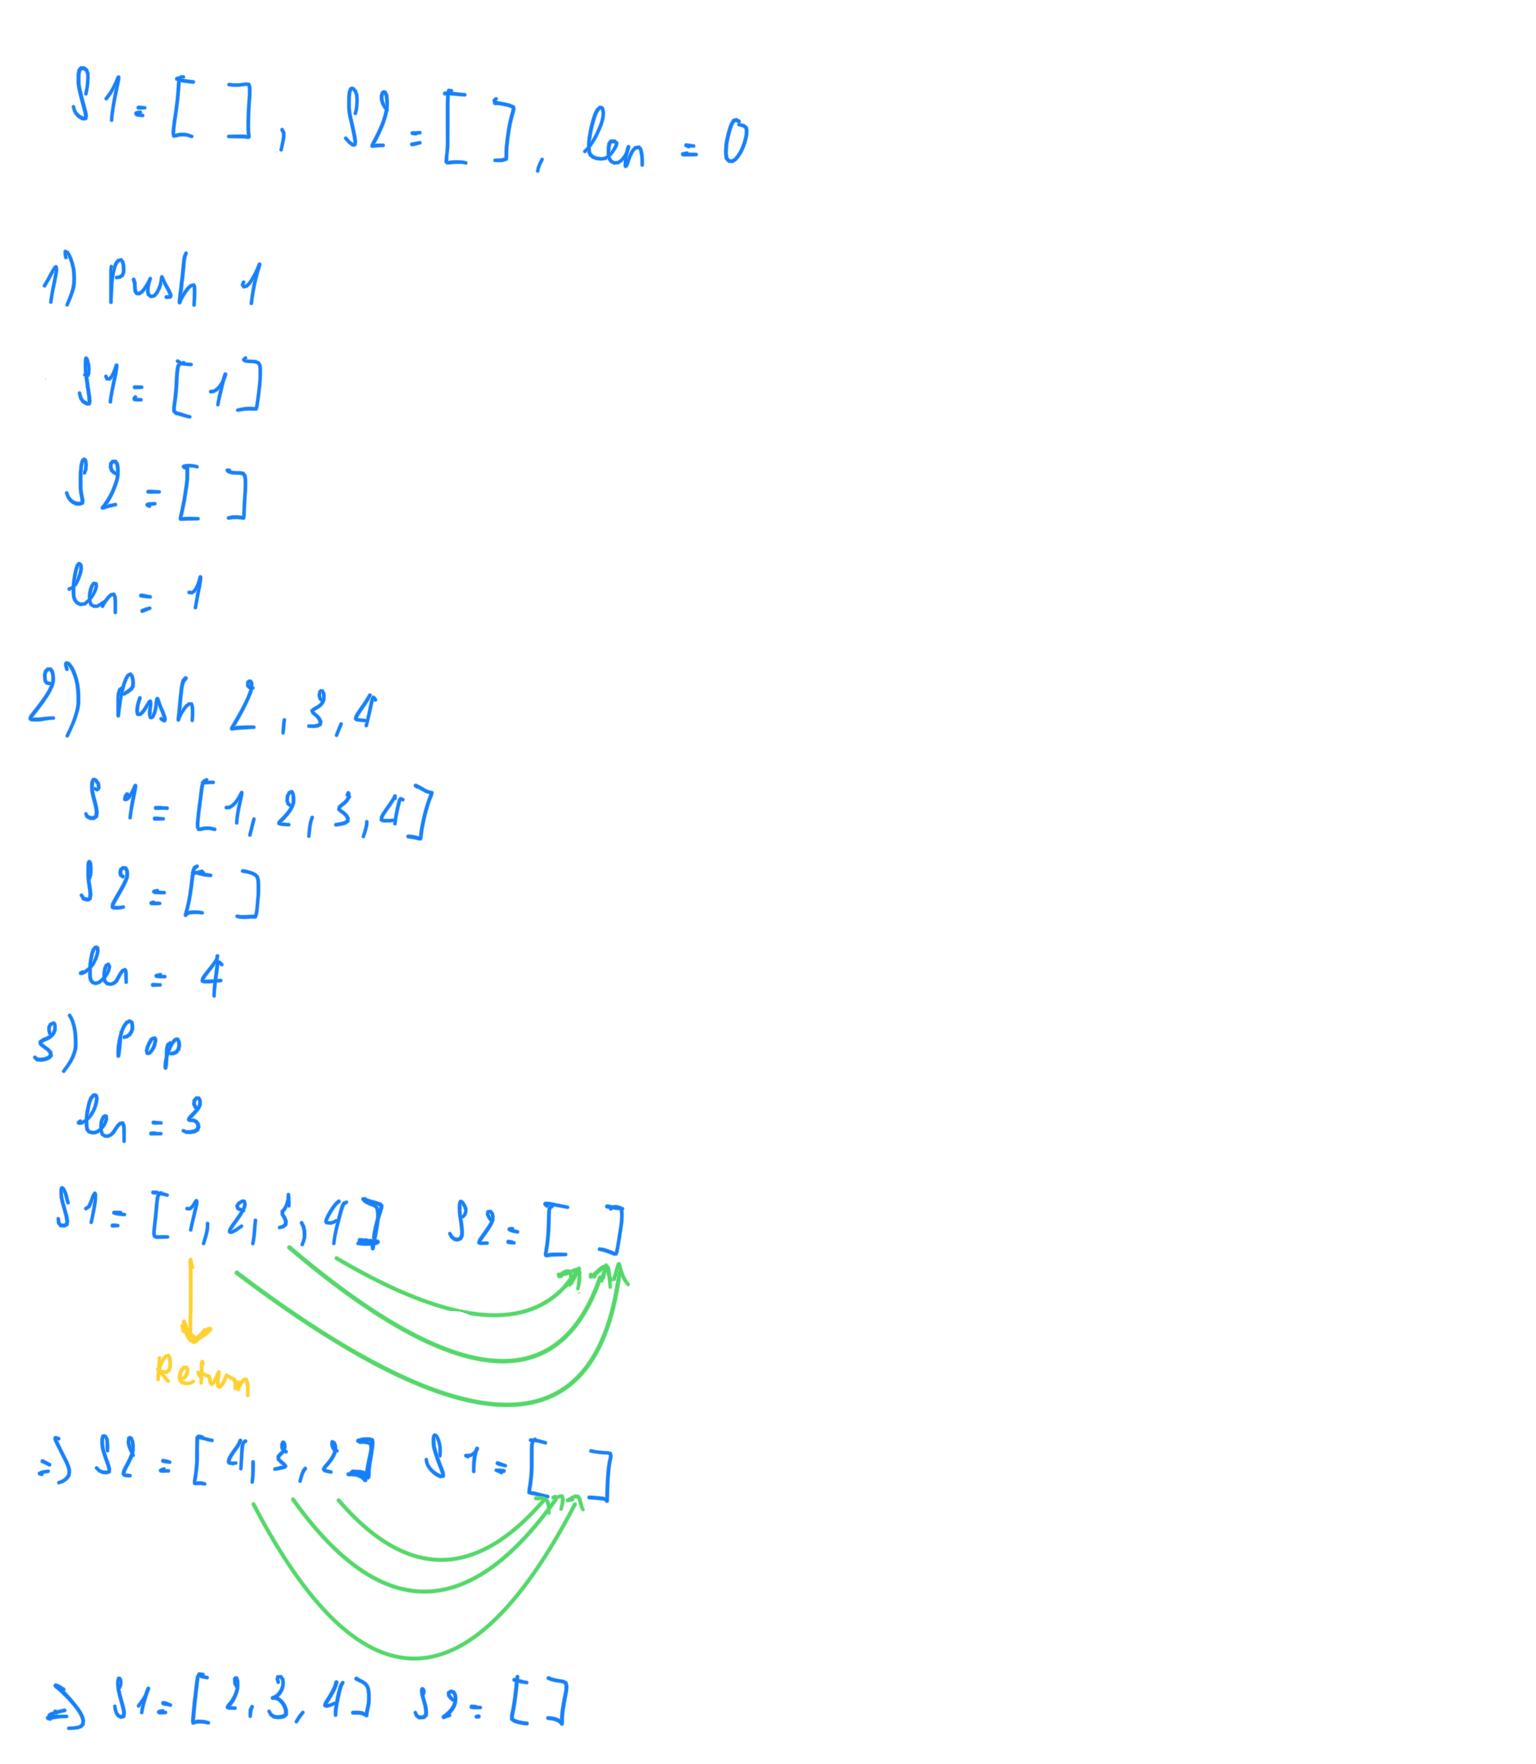 S1 = [ ], S2 = [ ], len = 0
1) Push 1
S1 = [ 1 ]
S2 = [ ]
len = 1
2) Push 2, 3, 4
S1 = [1, 2, 3, 4]
S2 = [ ]
len = 4
3) Pop
len = 3
S1 = [1, 2, 3, 4] S2 = [ ]
Return
=> S2 = [4, 3, 2] S1 = [ ]
=> S1 = [2, 3, 4] S2 = [ ]